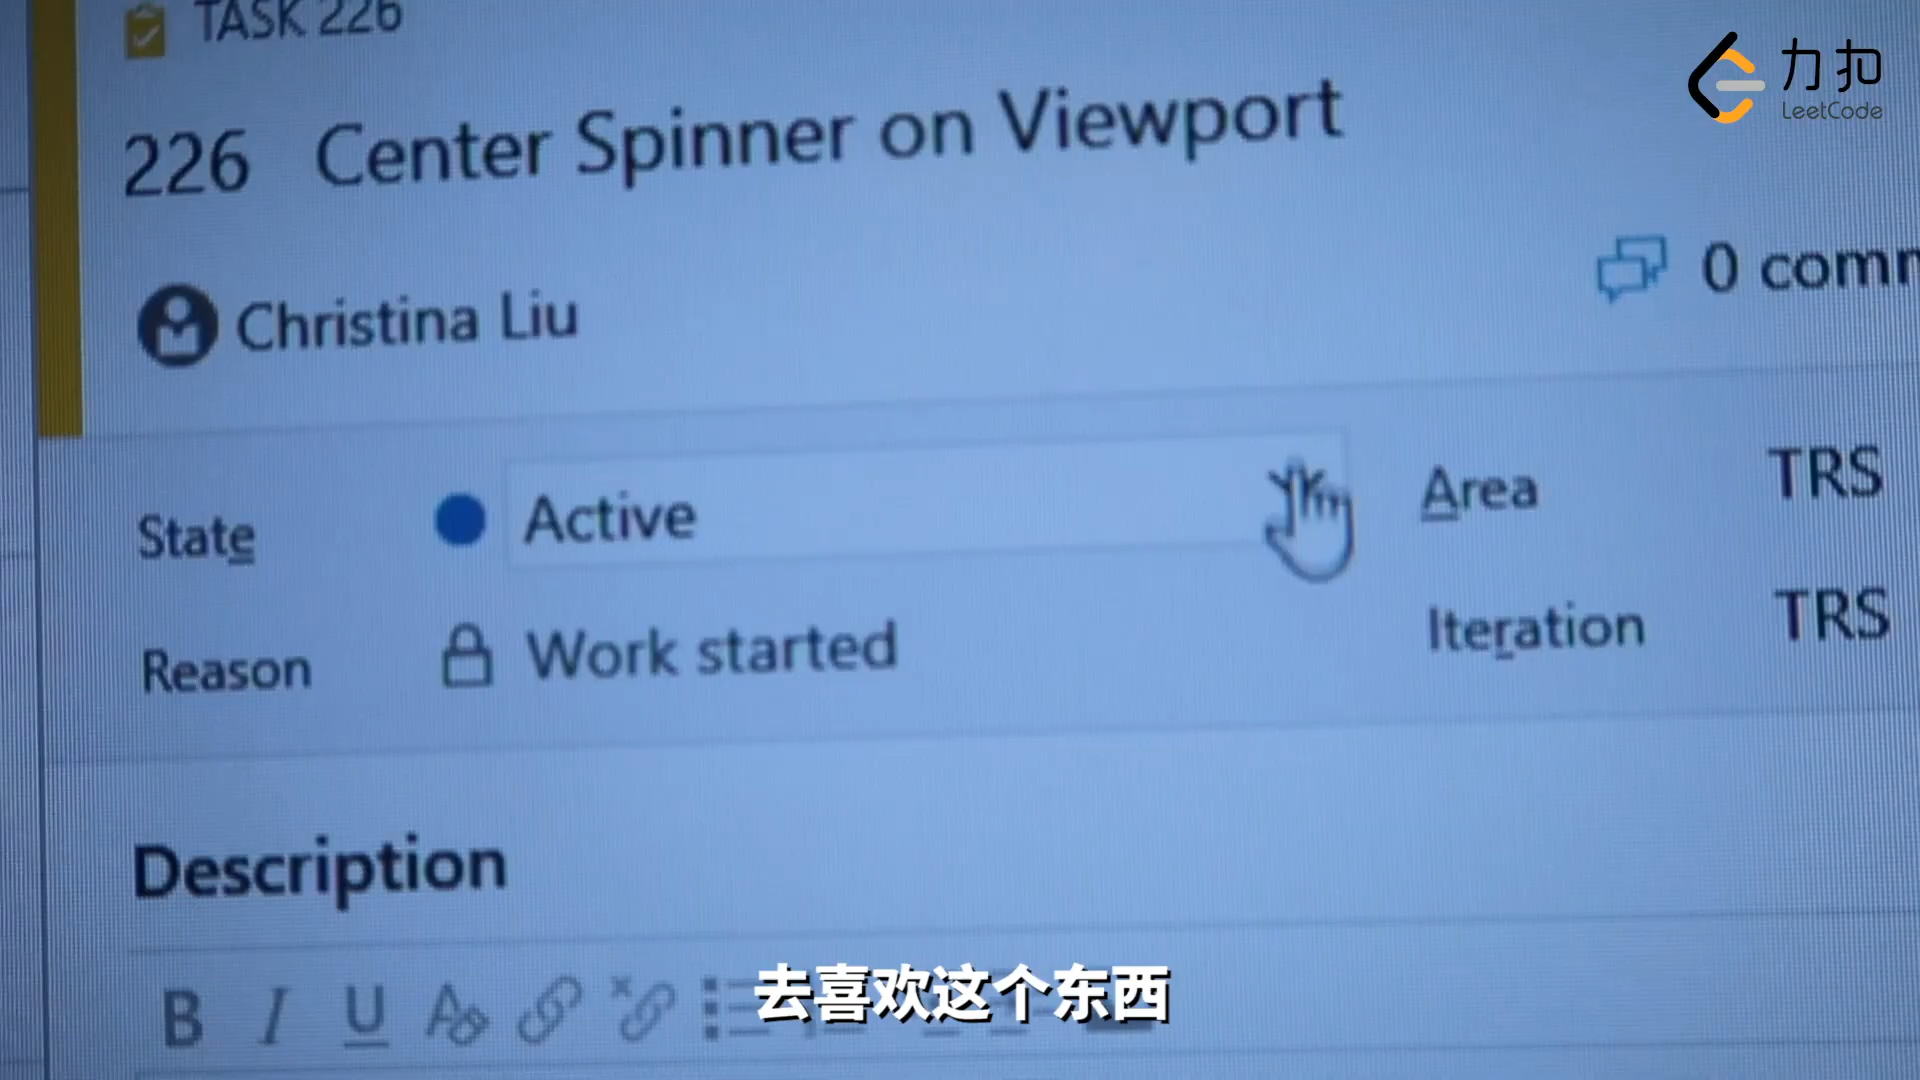 TASK 226
力扣
LeetCode
226 Center Spinner on Viewport
Christina Liu
0 comm
State Active Area TRS
Reason Work started Iteration TRS
Description
B I U
去喜欢这个东西